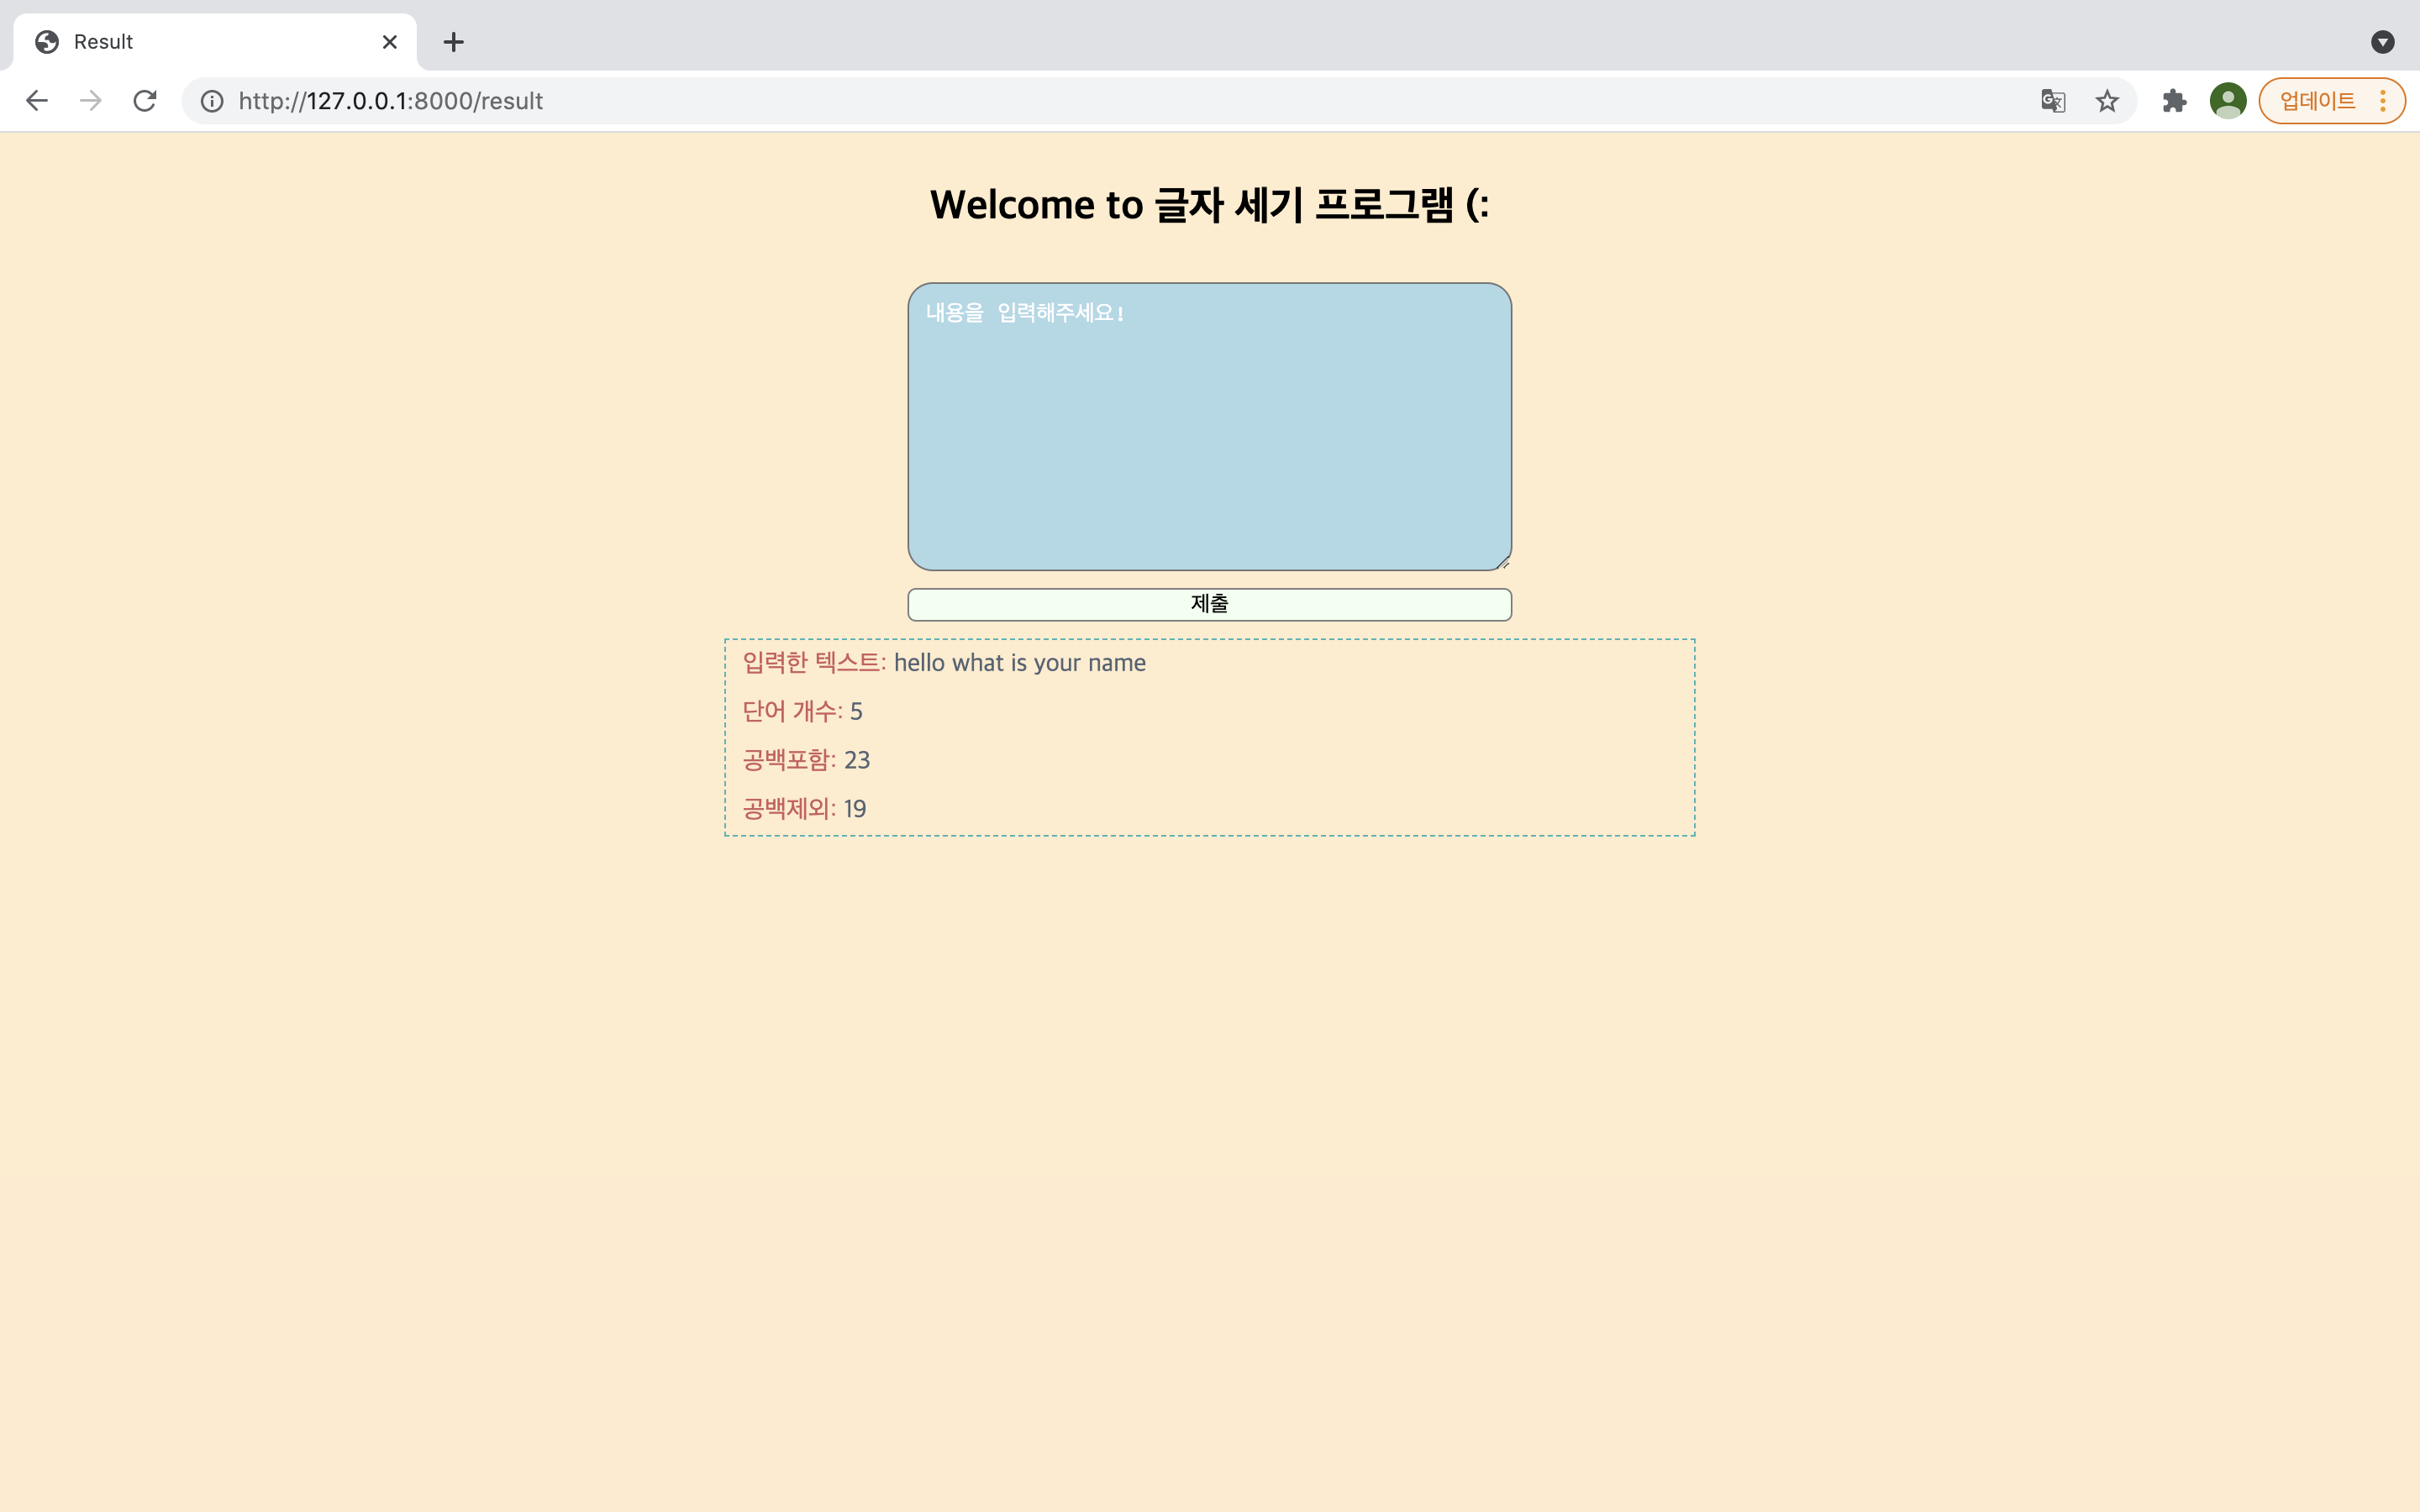 Result
http://127.0.0.1:8000/result
업데이트
Welcome to 글자 세기 프로그램 (:
내용을 입력해주세요!
제출
입력한 텍스트: hello what is your name
단어 개수: 5
공백포함: 23
공백제외: 19